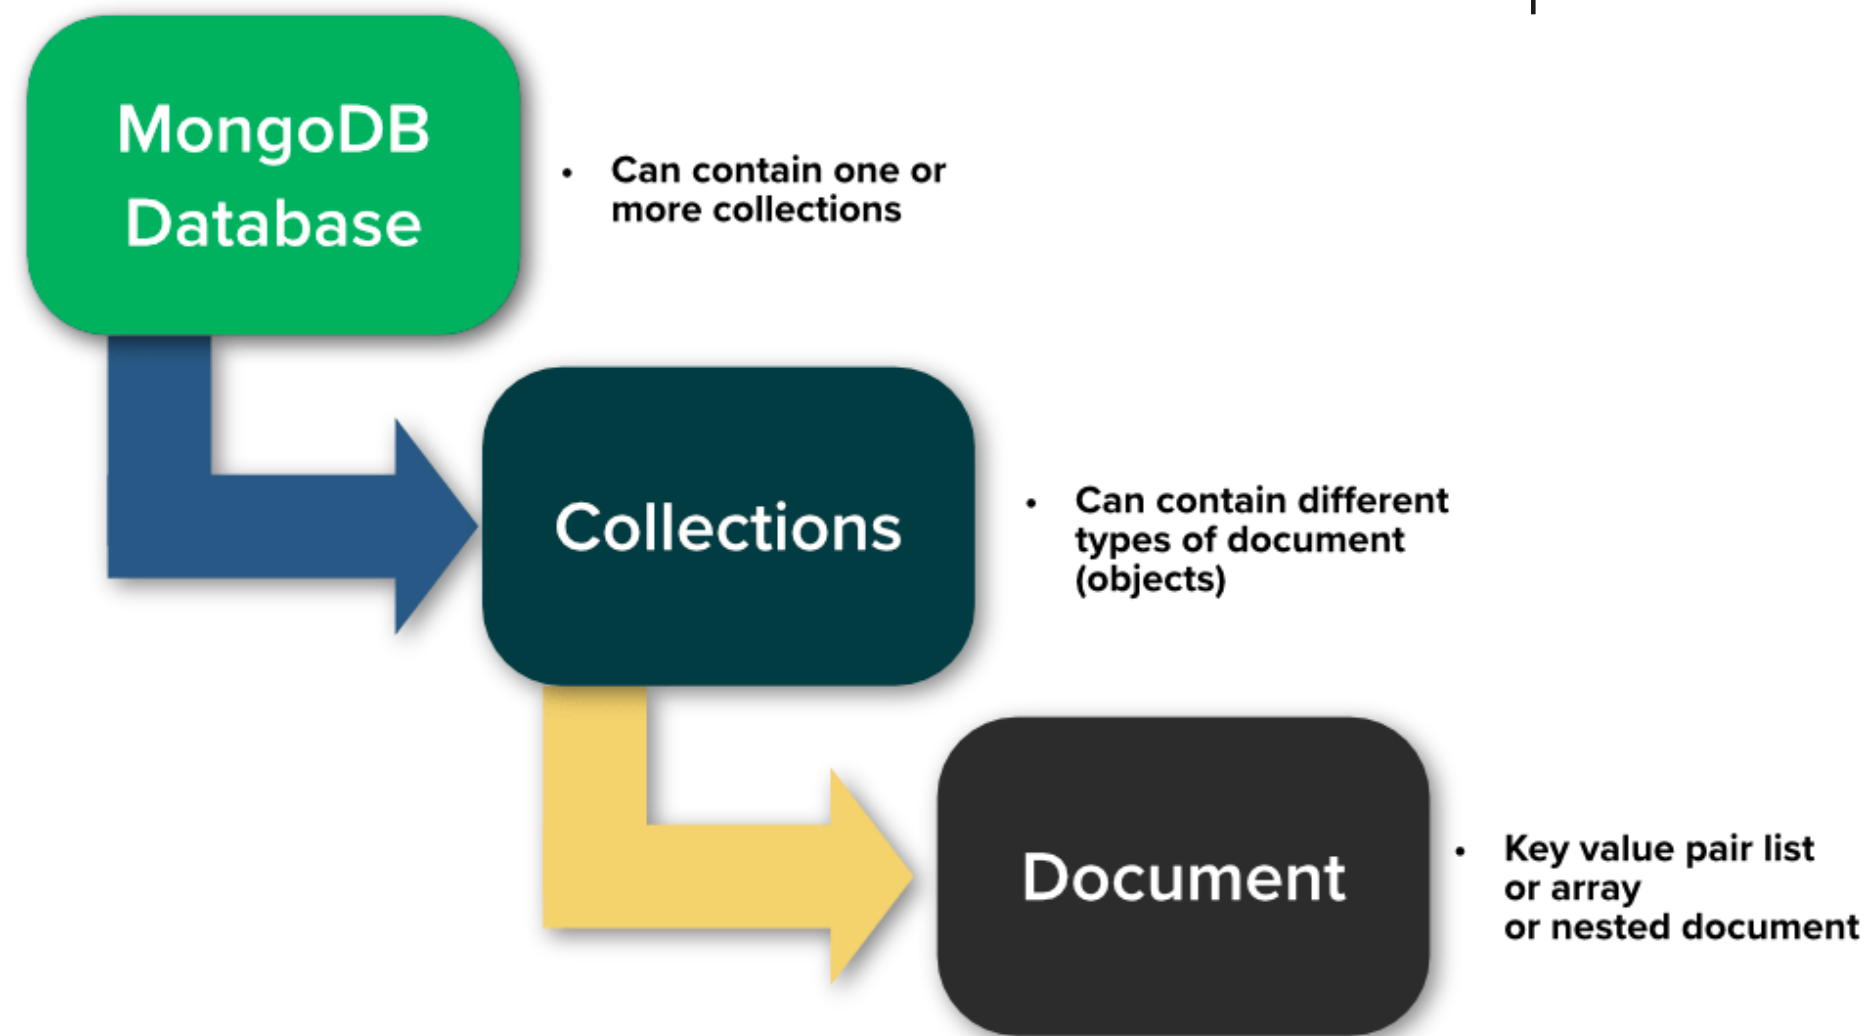 MongoDB
Database
• Can contain one or
more collections
Collections
• Can contain different
types of document
(objects)
Document
• Key value pair list
or array
or nested document